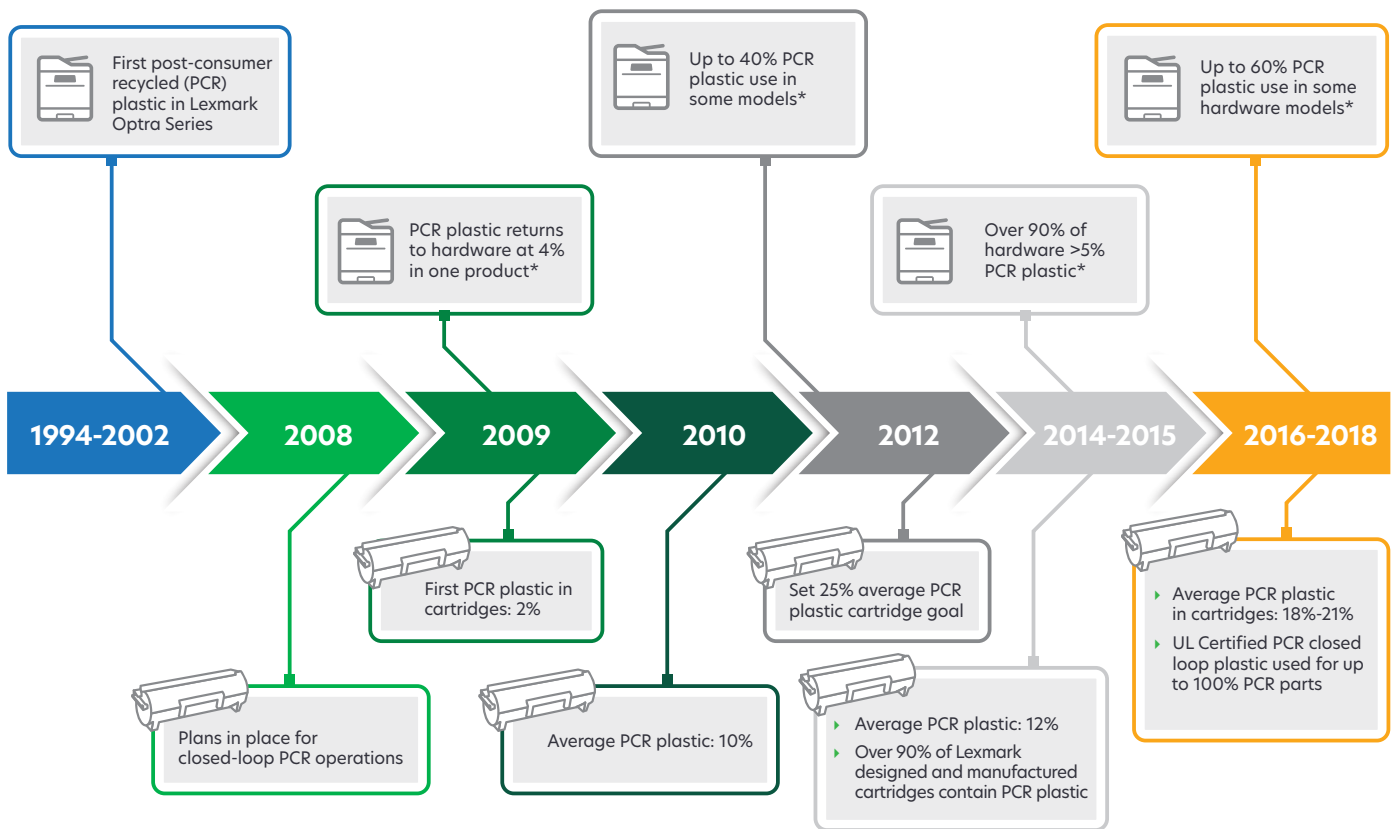 First post-consumer
recycled (PCR)
plastic in Lexmark
Optra Series
Up to 40% PCR
plastic use in
some models*
Up to 60% PCR
plastic use in some
hardware models*
PCR plastic returns
to hardware at 4%
in one product*
Over 90% of
hardware >5%
PCR plastic*
1994-2002
2008
2009
2010
2012
2014-2015
2016-2018
First PCR plastic in
cartridges: 2%
Set 25% average PCR
plastic cartridge goal
Average PCR plastic
in cartridges: 18%-21%
UL Certified PCR closed
loop plastic used for up
to 100% PCR parts
Plans in place for
closed-loop PCR operations
Average PCR plastic: 10%
Average PCR plastic: 12%
Over 90% of Lexmark
designed and manufactured
cartridges contain PCR plastic